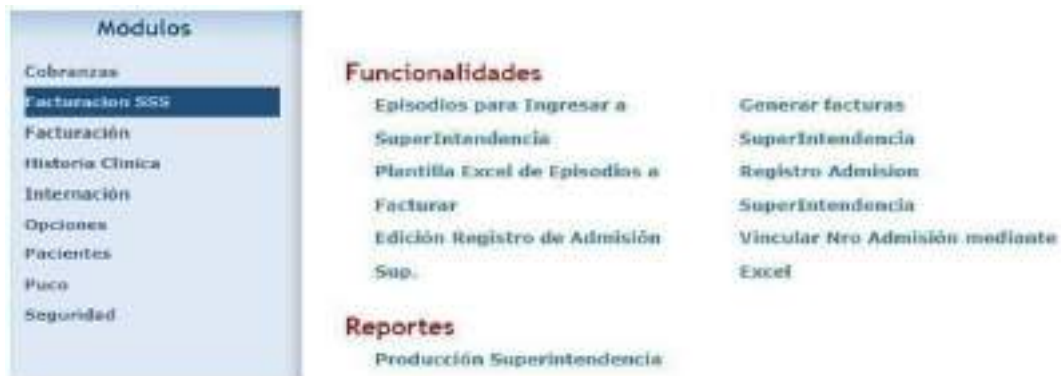 Módulos
Cobranzas
Facturacion SSS
Facturación
Historia Clinica
Internación
Opciones
Pacientes
Puco
Seguridad
Funcionalidades
Episodios para Ingresar a
SuperIntendencia
Plantilla Excel de Episodios a
Facturar
Edición Registro de Admisión
Sup.
Generar facturas
SuperIntendencia
Registro Admision
SuperIntendencia
Vincular Nro Admisión mediante
Excel
Reportes
Producción Superintendencia